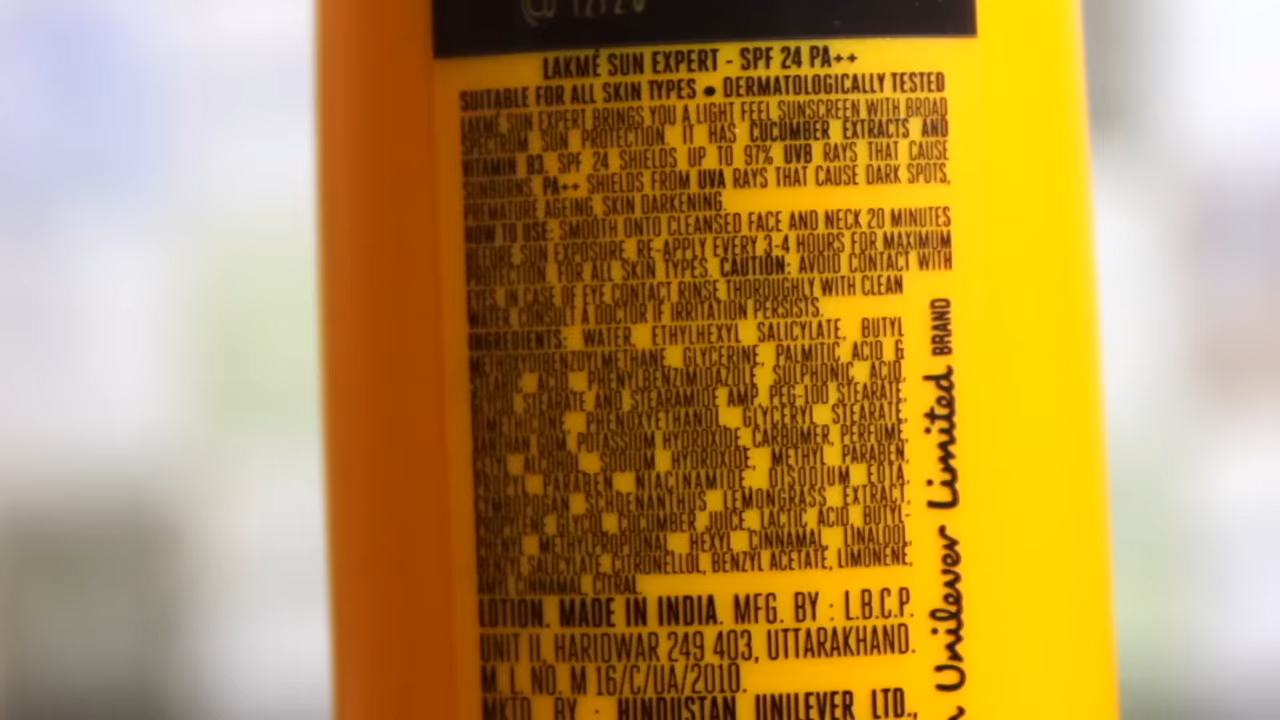 LAKMÉ SUN EXPERT - SPF 24 PA++
SUITABLE FOR ALL SKIN TYPES • DERMATOLOGICALLY TESTED
LAKMÉ SUN EXPERT BRINGS YOU A LIGHT FEEL SUNSCREEN WITH BROAD
SPECTRUM SUN PROTECTION. IT HAS CUCUMBER EXTRACTS AND
VITAMIN B3. SPF 24 SHIELDS UP TO 97% UVB RAYS THAT CAUSE
SUNBURNS. PA++ SHIELDS FROM UVA RAYS THAT CAUSE DARK SPOTS,
PREMATURE AGEING, SKIN DARKENING.
HOW TO USE: SMOOTH ONTO CLEANSED FACE AND NECK 20 MINUTES
BEFORE SUN EXPOSURE. RE-APPLY EVERY 3-4 HOURS FOR MAXIMUM
PROTECTION. FOR ALL SKIN TYPES. CAUTION: AVOID CONTACT WITH
EYES. IN CASE OF EYE CONTACT RINSE THOROUGHLY WITH CLEAN
WATER. CONSULT A DOCTOR IF IRRITATION PERSISTS.
INGREDIENTS: WATER, ETHYLHEXYL SALICYLATE, BUTYL
METHOXYDIBENZOYLMETHANE, GLYCERINE, PALMITIC ACID &
STEARIC ACID, PHENYLBENZIMIDAZOLE SULPHONIC ACID,
STEARATE AND STEARAMIDE AMP, PEG-100 STEARATE,
DIMETHICONE, PHENOXYETHANOL, GLYCERYL STEARATE,
XANTHAN GUM, POTASSIUM HYDROXIDE, CARBOMER, PERFUME,
CETYL ALCOHOL, SODIUM HYDROXIDE, METHYL PARABEN,
PARABEN, NIACINAMIDE, DISODIUM EDTA,
SCHOENANTHUS LEMONGRASS EXTRACT,
PROPYLENE GLYCOL, CUCUMBER JUICE, LACTIC ACID, BUTYL-
PHENYL METHYLPROPIONAL, HEXYL CINNAMAL, LINALOOL,
BENZYL SALICYLATE, CITRONELLOL, BENZYL ACETATE, LIMONENE,
AMYL CINNAMAL, CITRAL.
LOTION. MADE IN INDIA. MFG. BY : L.B.C.P.
UNIT II, HARIDWAR 249 403, UTTARAKHAND.
M. L. NO. M 16/C/UA/2010.
MKTD. BY : HINDUSTAN UNILEVER LTD.,
Unilever Limited BRAND